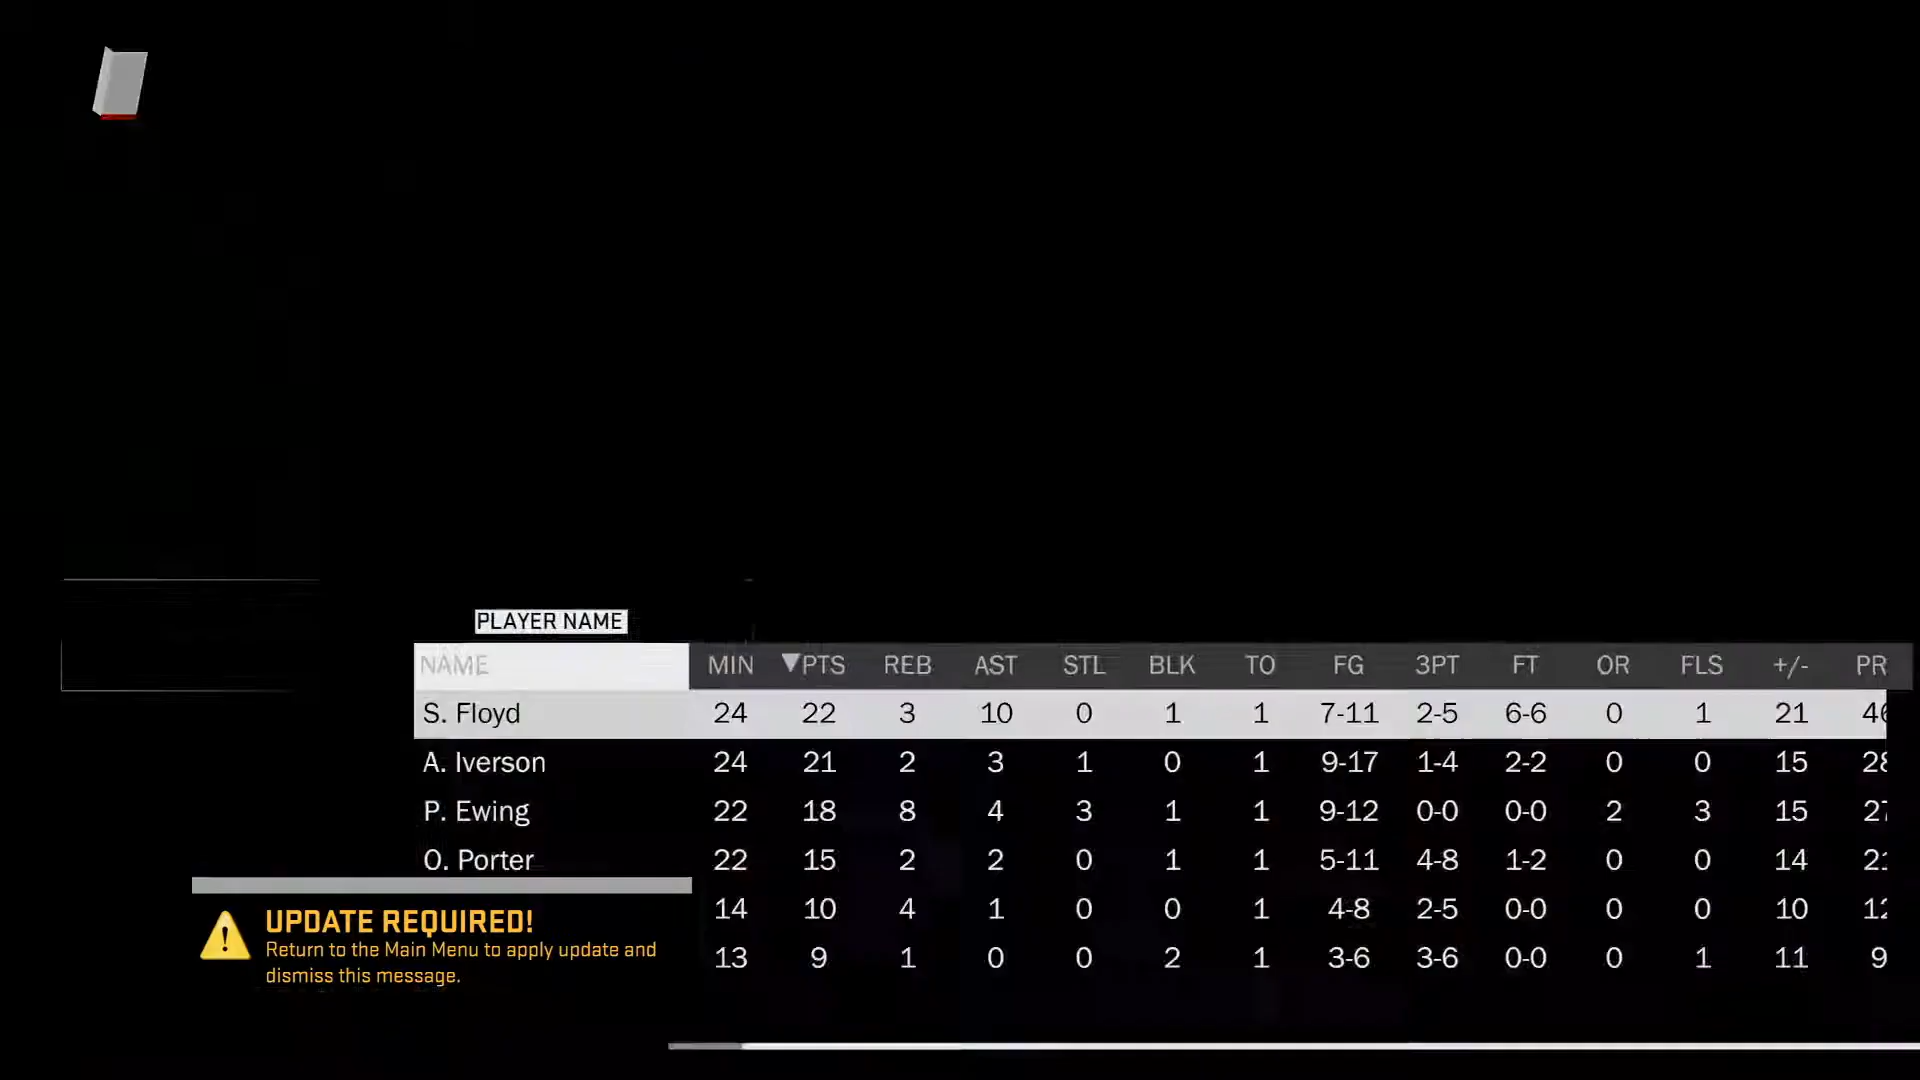 PLAYER NAME
NAME MIN ▼PTS REB AST STL BLK TO FG 3PT FT OR FLS +/- PR
S. Floyd 24 22 3 10 0 1 1 7-11 2-5 6-6 0 1 21
A. Iverson 24 21 2 3 1 0 1 9-17 1-4 2-2 0 0 15
P. Ewing 22 18 8 4 3 1 1 9-12 0-0 0-0 2 3 15
O. Porter 22 15 2 2 0 1 1 5-11 4-8 1-2 0 0 14
14 10 4 1 0 0 1 4-8 2-5 0-0 0 0 10
13 9 1 0 0 2 1 3-6 3-6 0-0 0 1 11 9
UPDATE REQUIRED!
Return to the Main Menu to apply update and
dismiss this message.